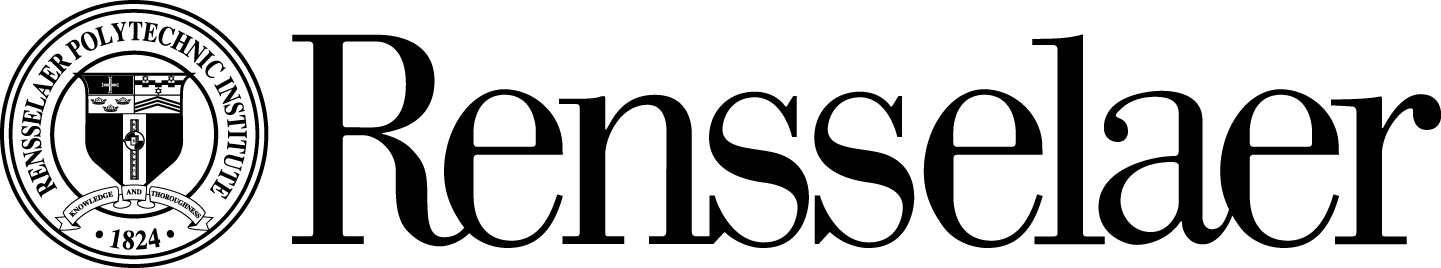 RENSSELAER POLYTECHNIC INSTITUTE
KNOWLEDGE AND THOROUGHNESS
• 1824 •
Rensselaer